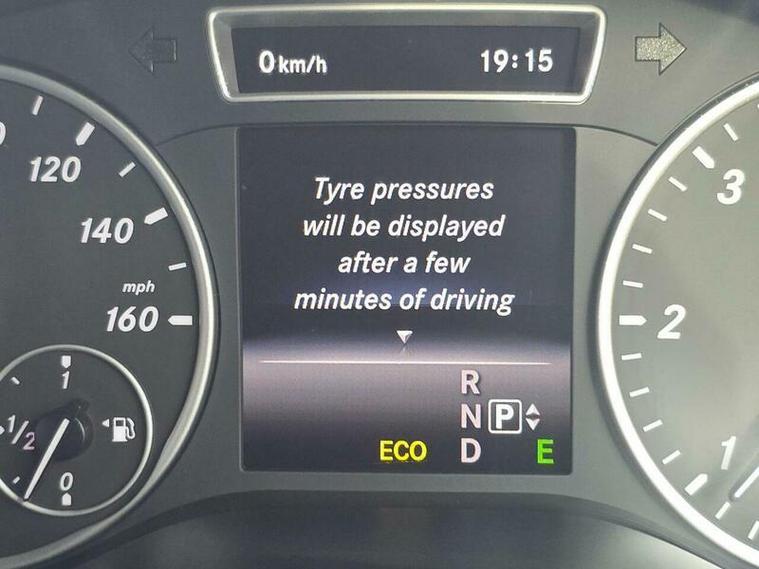 0 km/h 19:15
120
140
mph
160
1
1/2
0
Tyre pressures
will be displayed
after a few
minutes of driving
R
N P
ECO D E
3
2
1